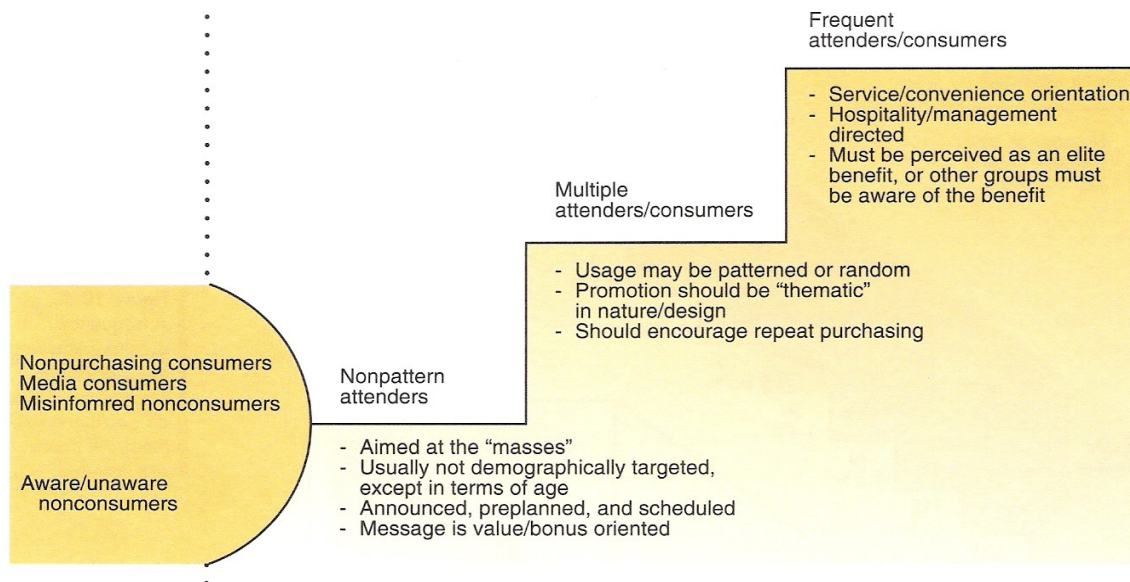 Nonpurchasing consumers
Media consumers
Misinfomred nonconsumers
Aware/unaware
nonconsumers
Nonpattern
attenders
- Aimed at the “masses”
- Usually not demographically targeted,
except in terms of age
- Announced, preplanned, and scheduled
- Message is value/bonus oriented
Multiple
attenders/consumers
- Usage may be patterned or random
- Promotion should be “thematic”
in nature/design
- Should encourage repeat purchasing
Frequent
attenders/consumers
- Service/convenience orientation
- Hospitality/management
directed
- Must be perceived as an elite
benefit, or other groups must
be aware of the benefit